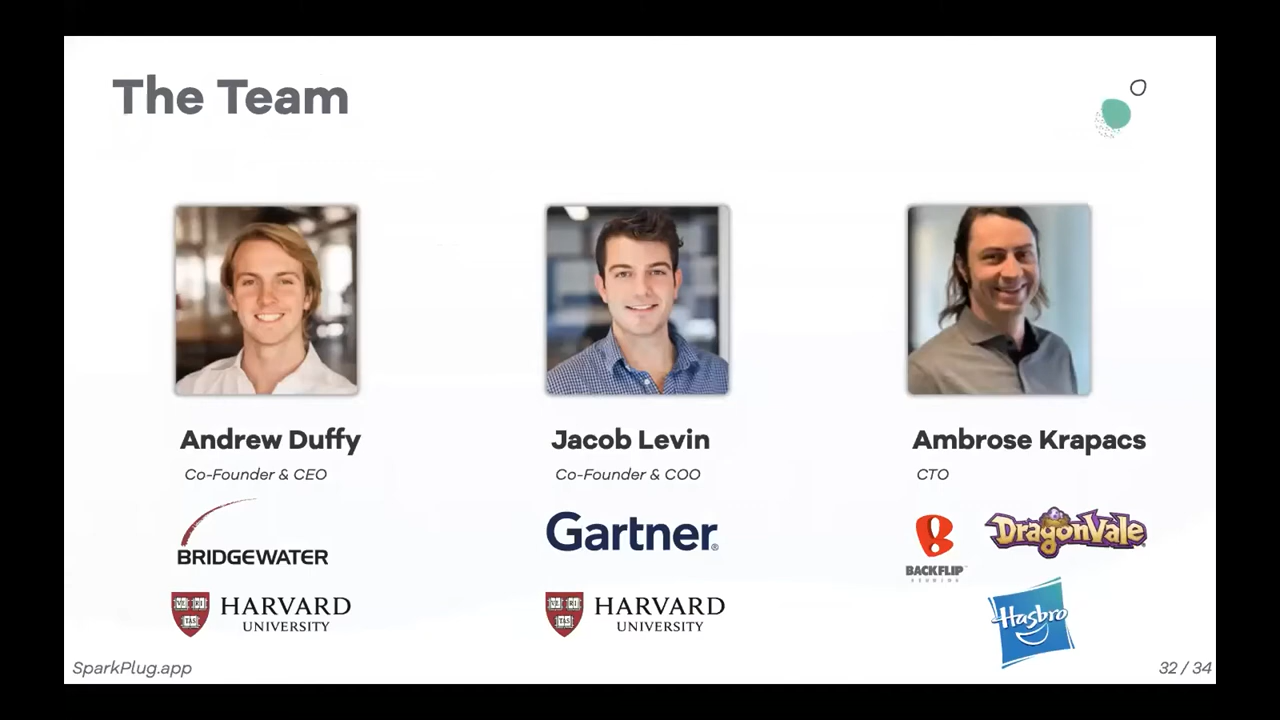 The Team
Andrew Duffy
Co-Founder & CEO
BRIDGEWATER
HARVARD
UNIVERSITY
Jacob Levin
Co-Founder & COO
Gartner®
HARVARD
UNIVERSITY
Ambrose Krapacs
CTO
BACKFLIP
DragonVale
Hasbro
SparkPlug.app
32 / 34